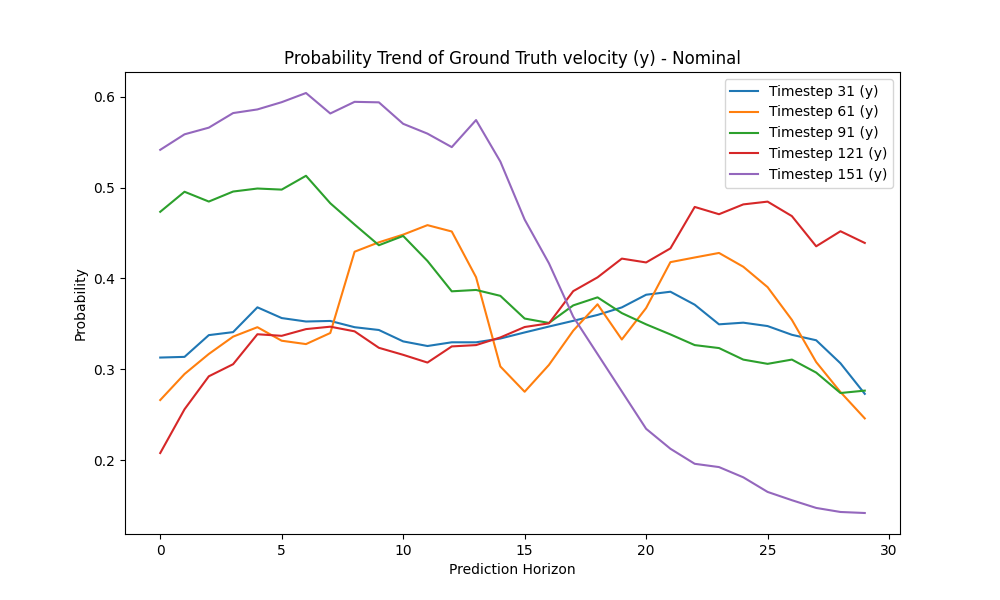 Probability Trend of Ground Truth velocity (y) - Nominal
Timestep 31 (y)
Timestep 61 (y)
Timestep 91 (y)
Timestep 121 (y)
Timestep 151 (y)
0.6
0.5
0.4
0.3
0.2
Probability
0 5 10 15 20 25 30
Prediction Horizon